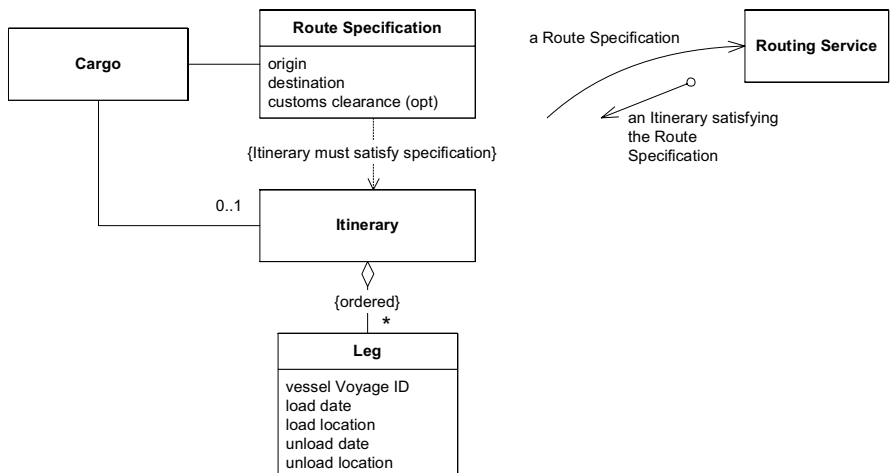 Cargo
Route Specification
origin
destination
customs clearance (opt)
a Route Specification
Routing Service
an Itinerary satisfying
the Route
Specification
{Itinerary must satisfy specification}
0..1
Itinerary
{ordered}
*
Leg
vessel Voyage ID
load date
load location
unload date
unload location